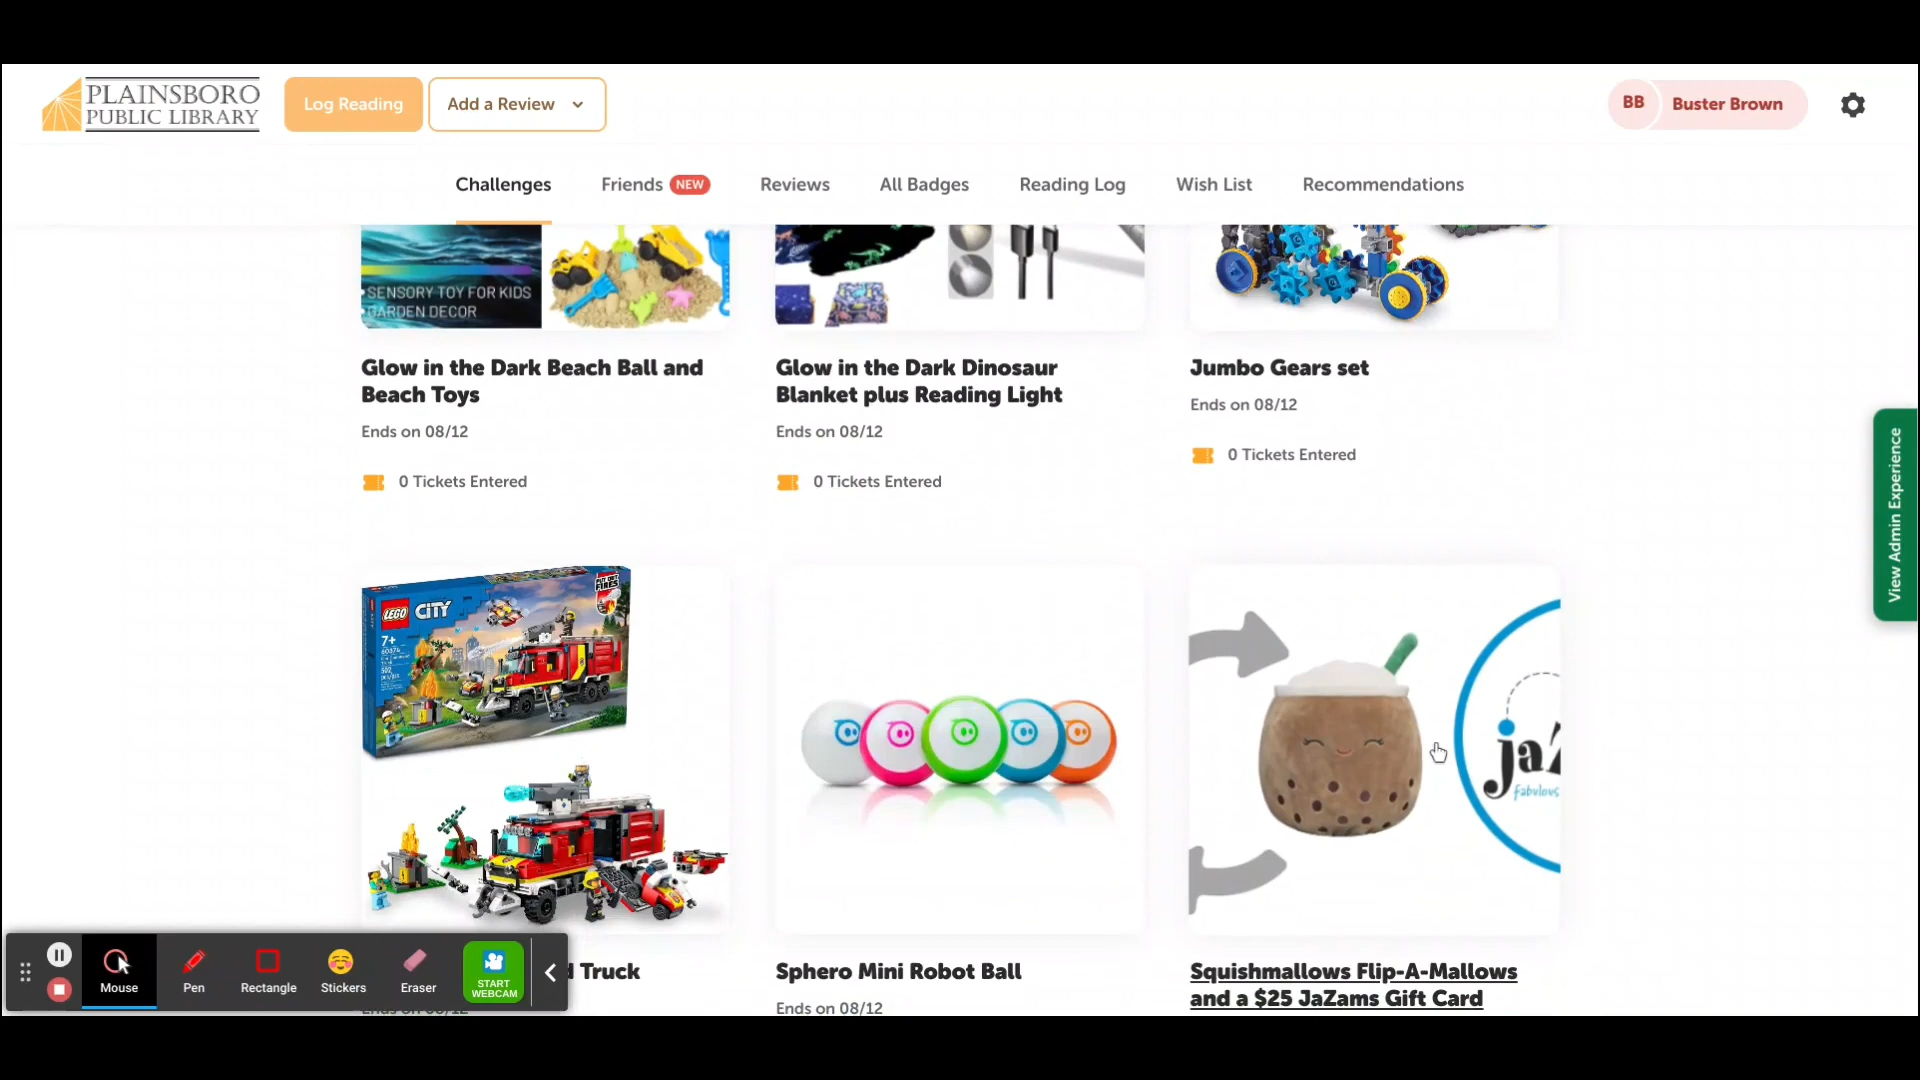 PLAINSBORO
PUBLIC LIBRARY
Log Reading
Add a Review
BB
Buster Brown
Challenges
Friends NEW
Reviews
All Badges
Reading Log
Wish List
Recommendations
SENSORY TOY FOR KIDS
GARDEN DECOR
Glow in the Dark Beach Ball and
Beach Toys
Ends on 08/12
0 Tickets Entered
Glow in the Dark Dinosaur
Blanket plus Reading Light
Ends on 08/12
0 Tickets Entered
Jumbo Gears set
Ends on 08/12
0 Tickets Entered
View Admin Experience
LEGO CITY
7+
60374
Truck
Sphero Mini Robot Ball
Ends on 08/12
jaZ
fabulous
Squishmallows Flip-A-Mallows
and a $25 JaZams Gift Card
Mouse
Pen
Rectangle
Stickers
Eraser
START
WEBCAM